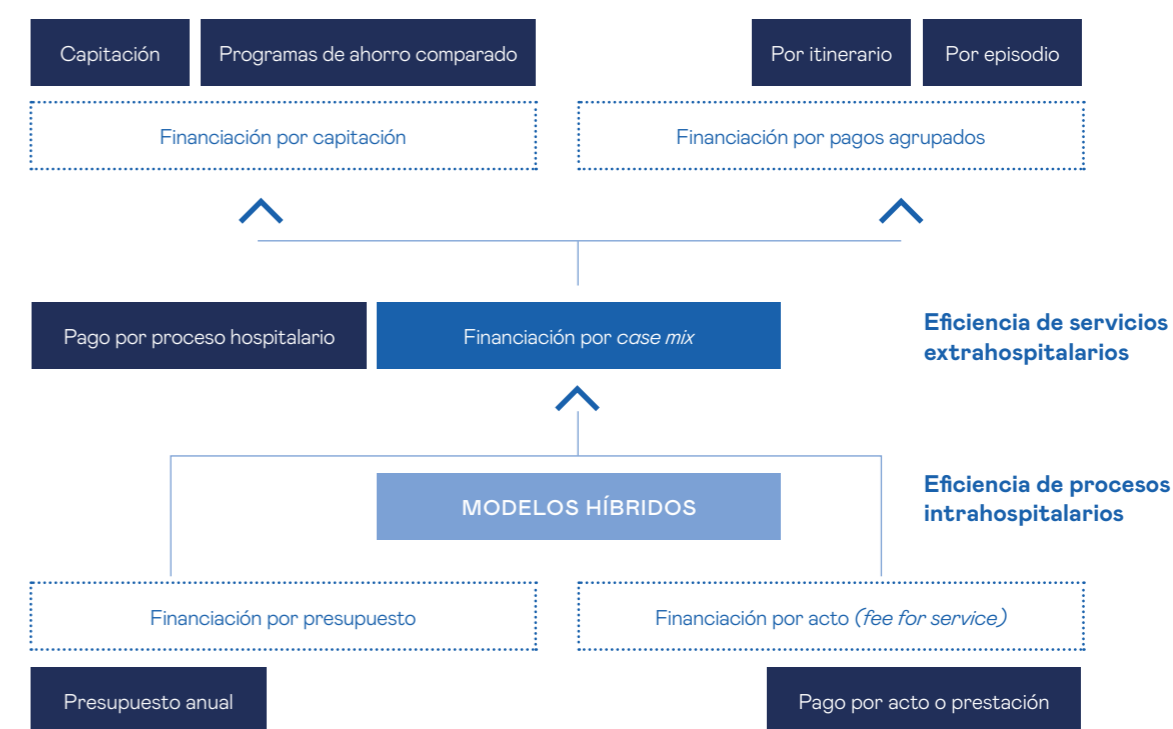 Capitación
Programas de ahorro comparado
Por itinerario
Por episodio
Financiación por capitación
Financiación por pagos agrupados
Pago por proceso hospitalario
Financiación por case mix
Eficiencia de servicios
extrahospitalarios
MODELOS HÍBRIDOS
Eficiencia de procesos
intrahospitalarios
Financiación por presupuesto
Financiación por acto (fee for service)
Presupuesto anual
Pago por acto o prestación